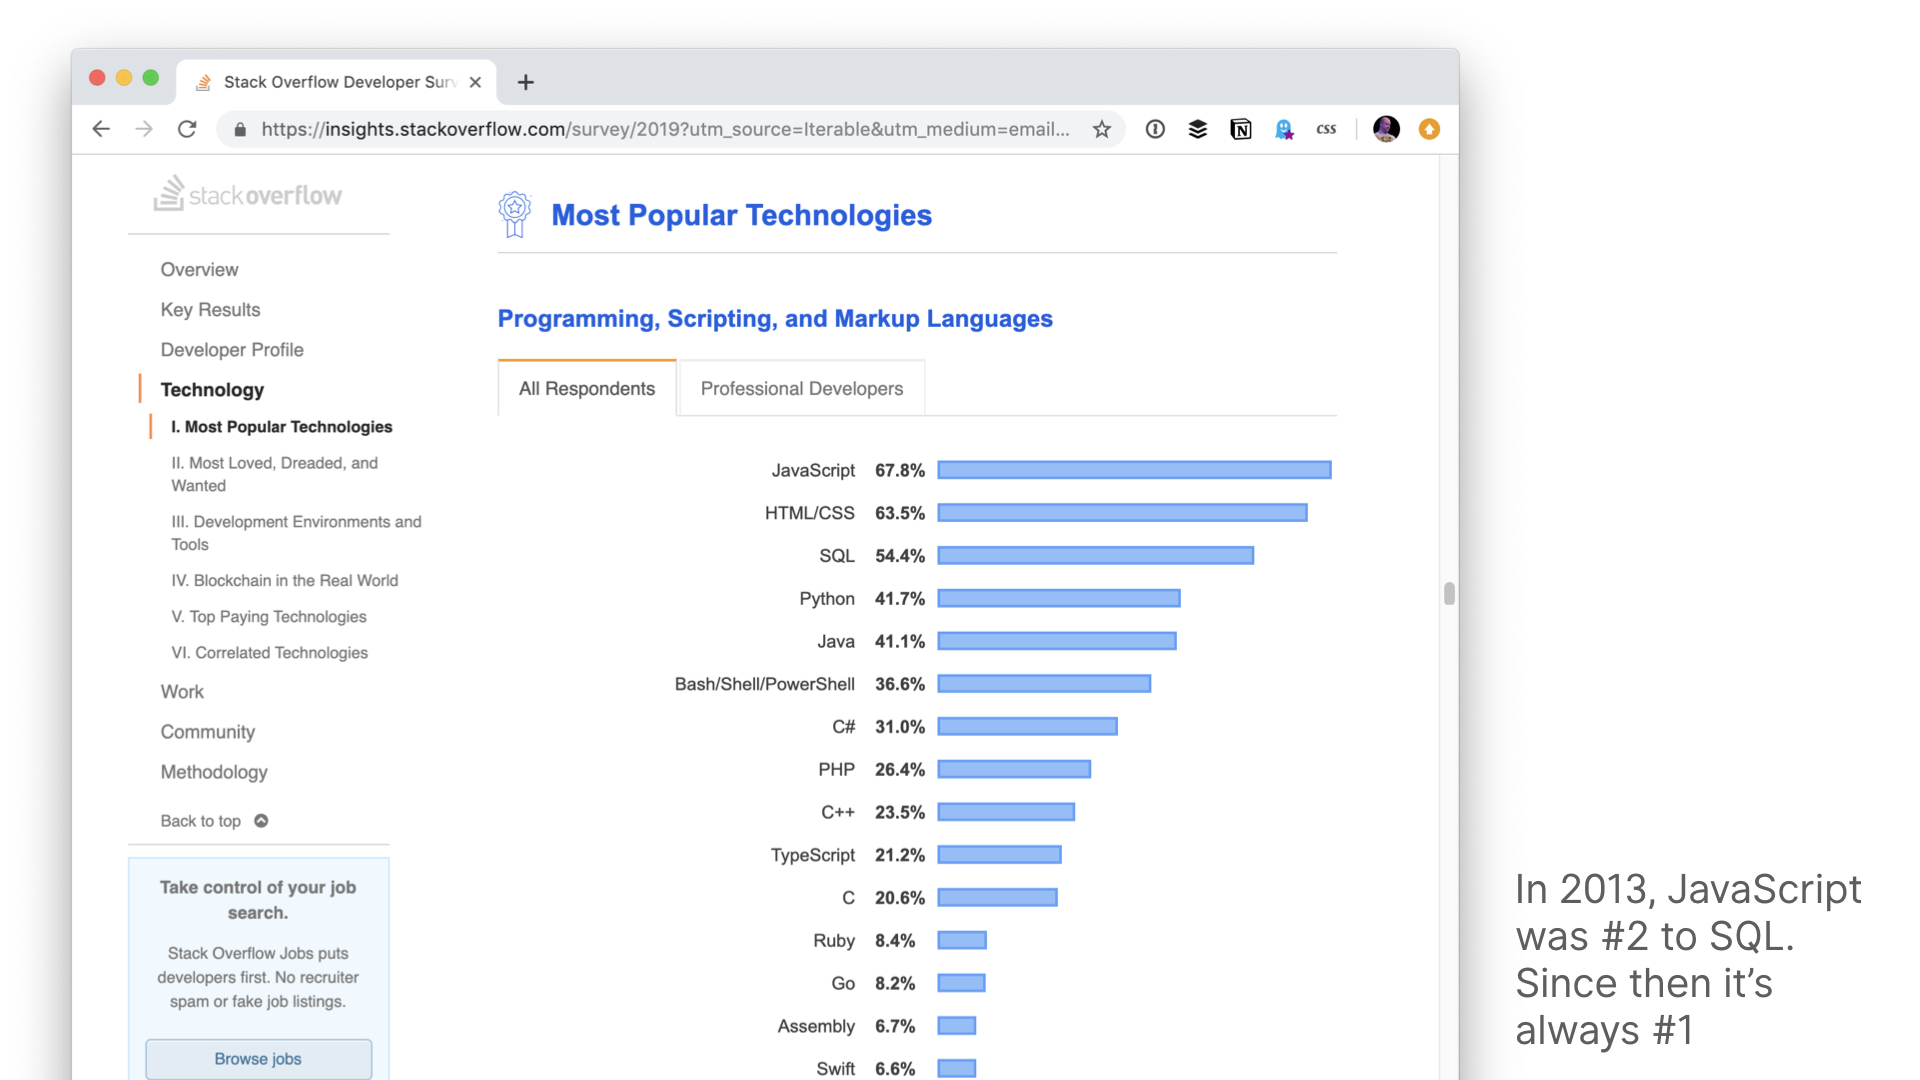 Stack Overflow Developer Surv
https://insights.stackoverflow.com/survey/2019?utm_source=Iterable&utm_medium=email...
css
stackoverflow
Overview
Key Results
Developer Profile
Technology
I. Most Popular Technologies
II. Most Loved, Dreaded, and
Wanted
III. Development Environments and
Tools
IV. Blockchain in the Real World
V. Top Paying Technologies
VI. Correlated Technologies
Work
Community
Methodology
Back to top
Take control of your job
search.
Stack Overflow Jobs puts
developers first. No recruiter
spam or fake job listings.
Browse jobs
Most Popular Technologies
Programming, Scripting, and Markup Languages
All Respondents Professional Developers
JavaScript 67.8%
HTML/CSS 63.5%
SQL 54.4%
Python 41.7%
Java 41.1%
Bash/Shell/PowerShell 36.6%
C# 31.0%
PHP 26.4%
C++ 23.5%
TypeScript 21.2%
C 20.6%
Ruby 8.4%
Go 8.2%
Assembly 6.7%
Swift 6.6%
In 2013, JavaScript
was #2 to SQL.
Since then it’s
always #1